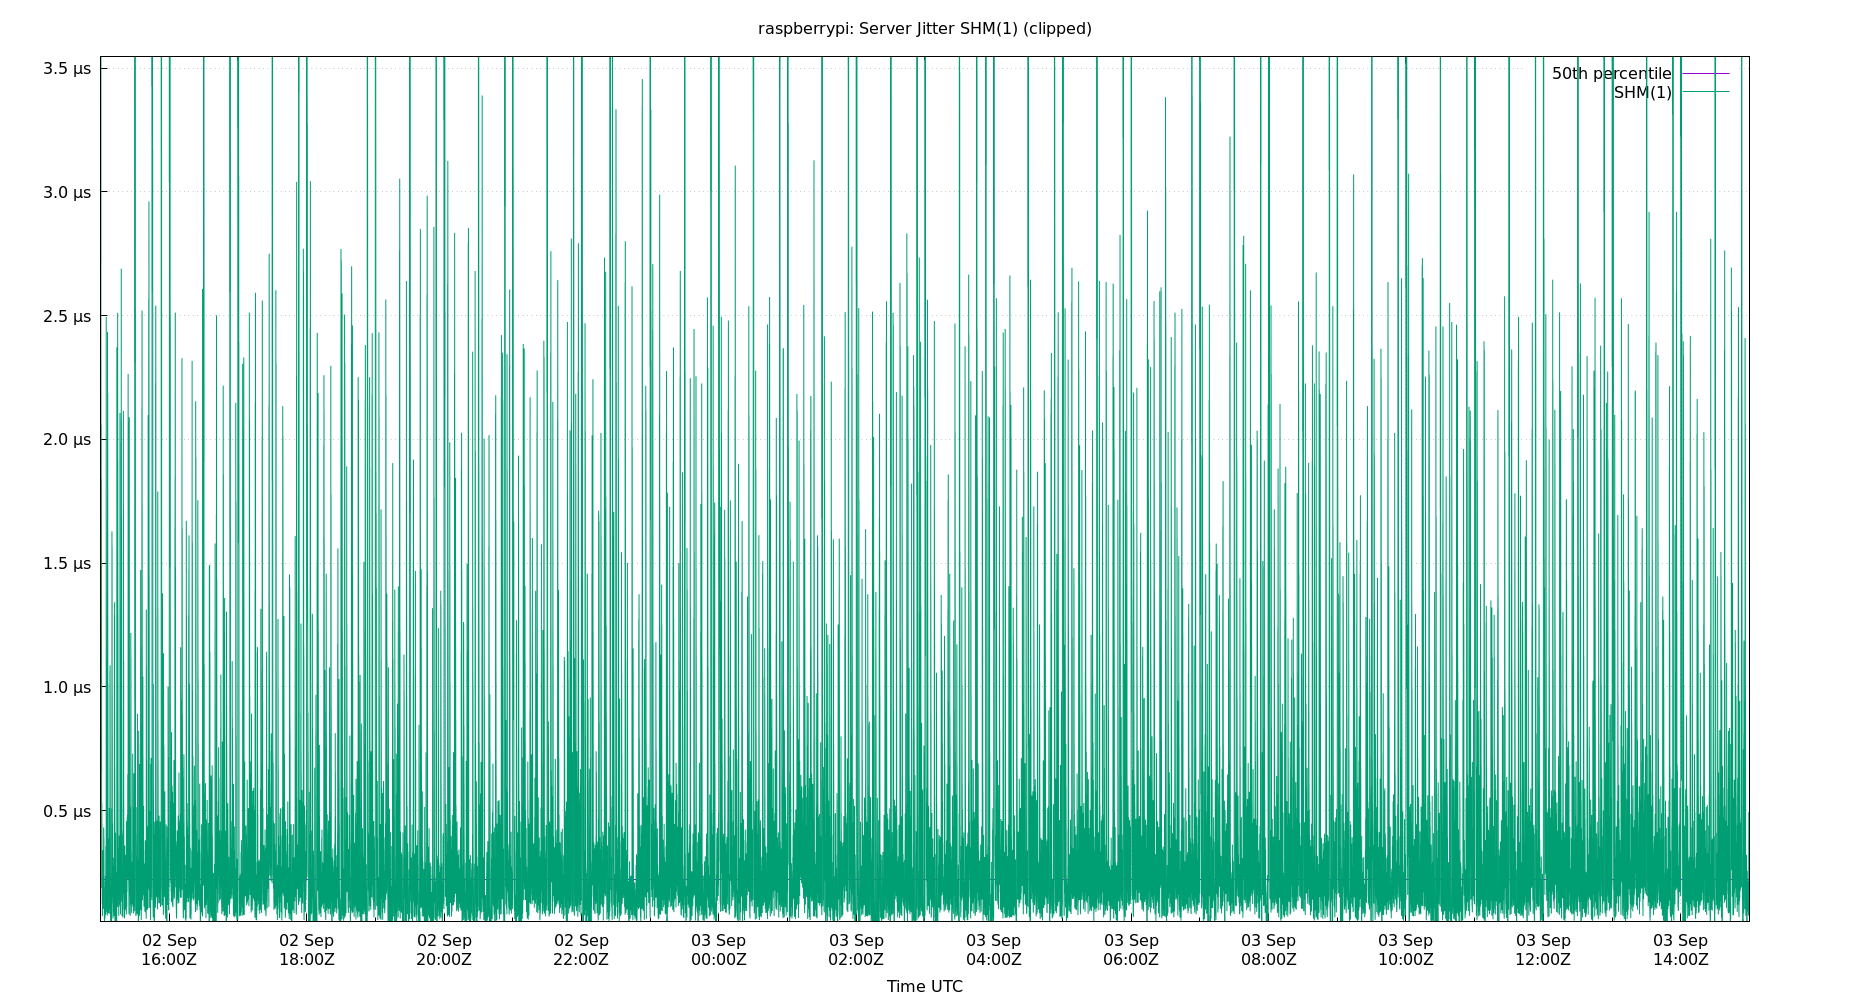 raspberrypi: Server Jitter SHM(1) (clipped)
3.5 µs
50th percentile
SHM(1)
3.0 µs
2.5 µs
2.0 µs
1.5 µs
1.0 µs
0.5 µs
02 Sep 02 Sep 02 Sep 02 Sep 03 Sep 03 Sep 03 Sep 03 Sep 03 Sep 03 Sep 03 Sep 03 Sep
16:00Z 18:00Z 20:00Z 22:00Z 00:00Z 02:00Z 04:00Z 06:00Z 08:00Z 10:00Z 12:00Z 14:00Z
Time UTC